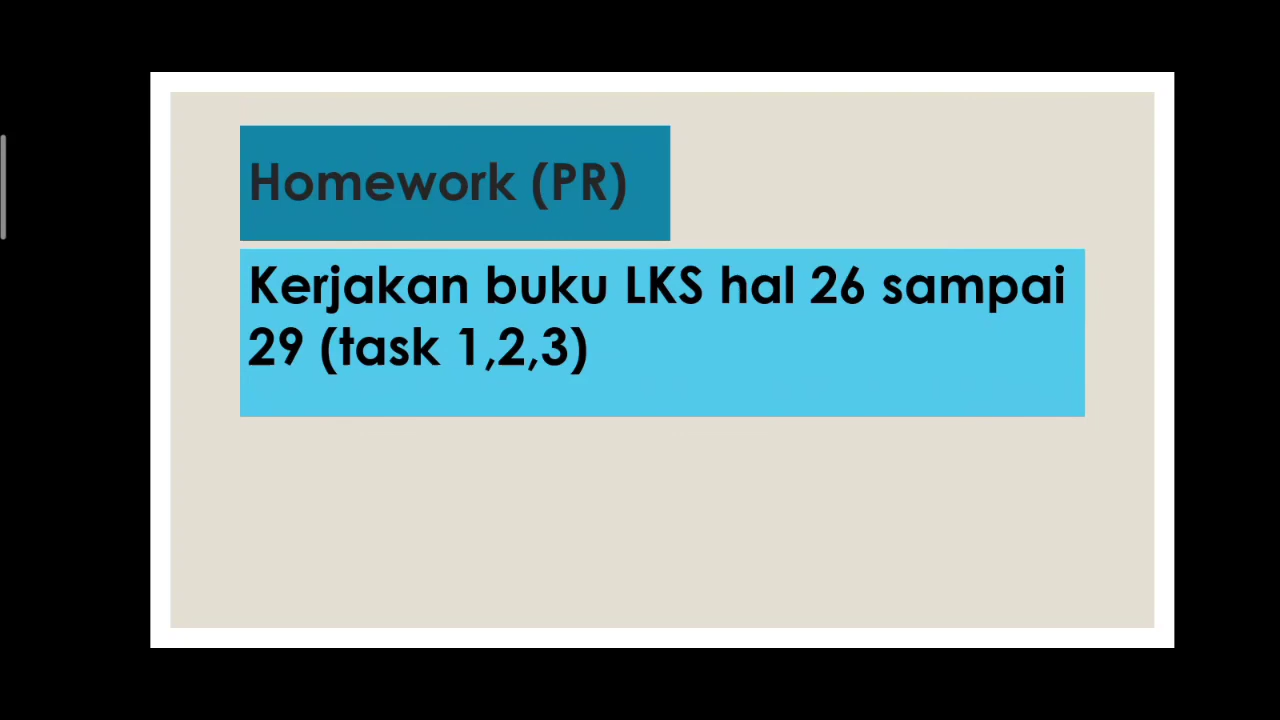 Homework (PR)
Kerjakan buku LKS hal 26 sampai
29 (task 1,2,3)